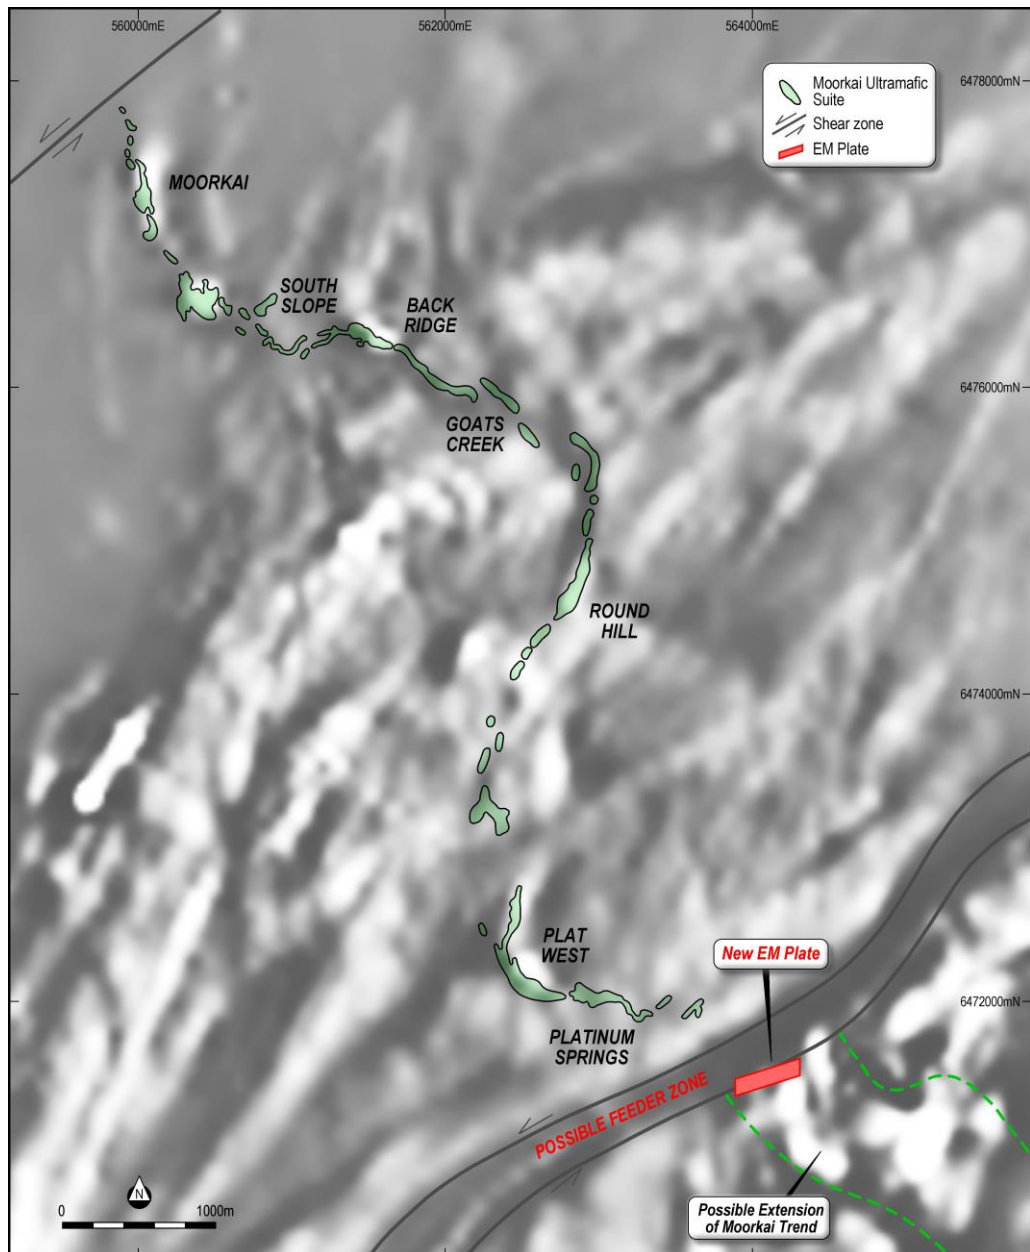 560000mE
562000mE
564000mE
6478000mN
Moorkai Ultramafic
Suite
Shear zone
EM Plate
MOORKAI
SOUTH
SLOPE
BACK
RIDGE
6476000mN
GOATS
CREEK
ROUND
HILL
6474000mN
PLAT
WEST
New EM Plate
6472000mN
PLATINUM
SPRINGS
POSSIBLE FEEDER ZONE
N
0
1000m
Possible Extension
of Moorkai Trend